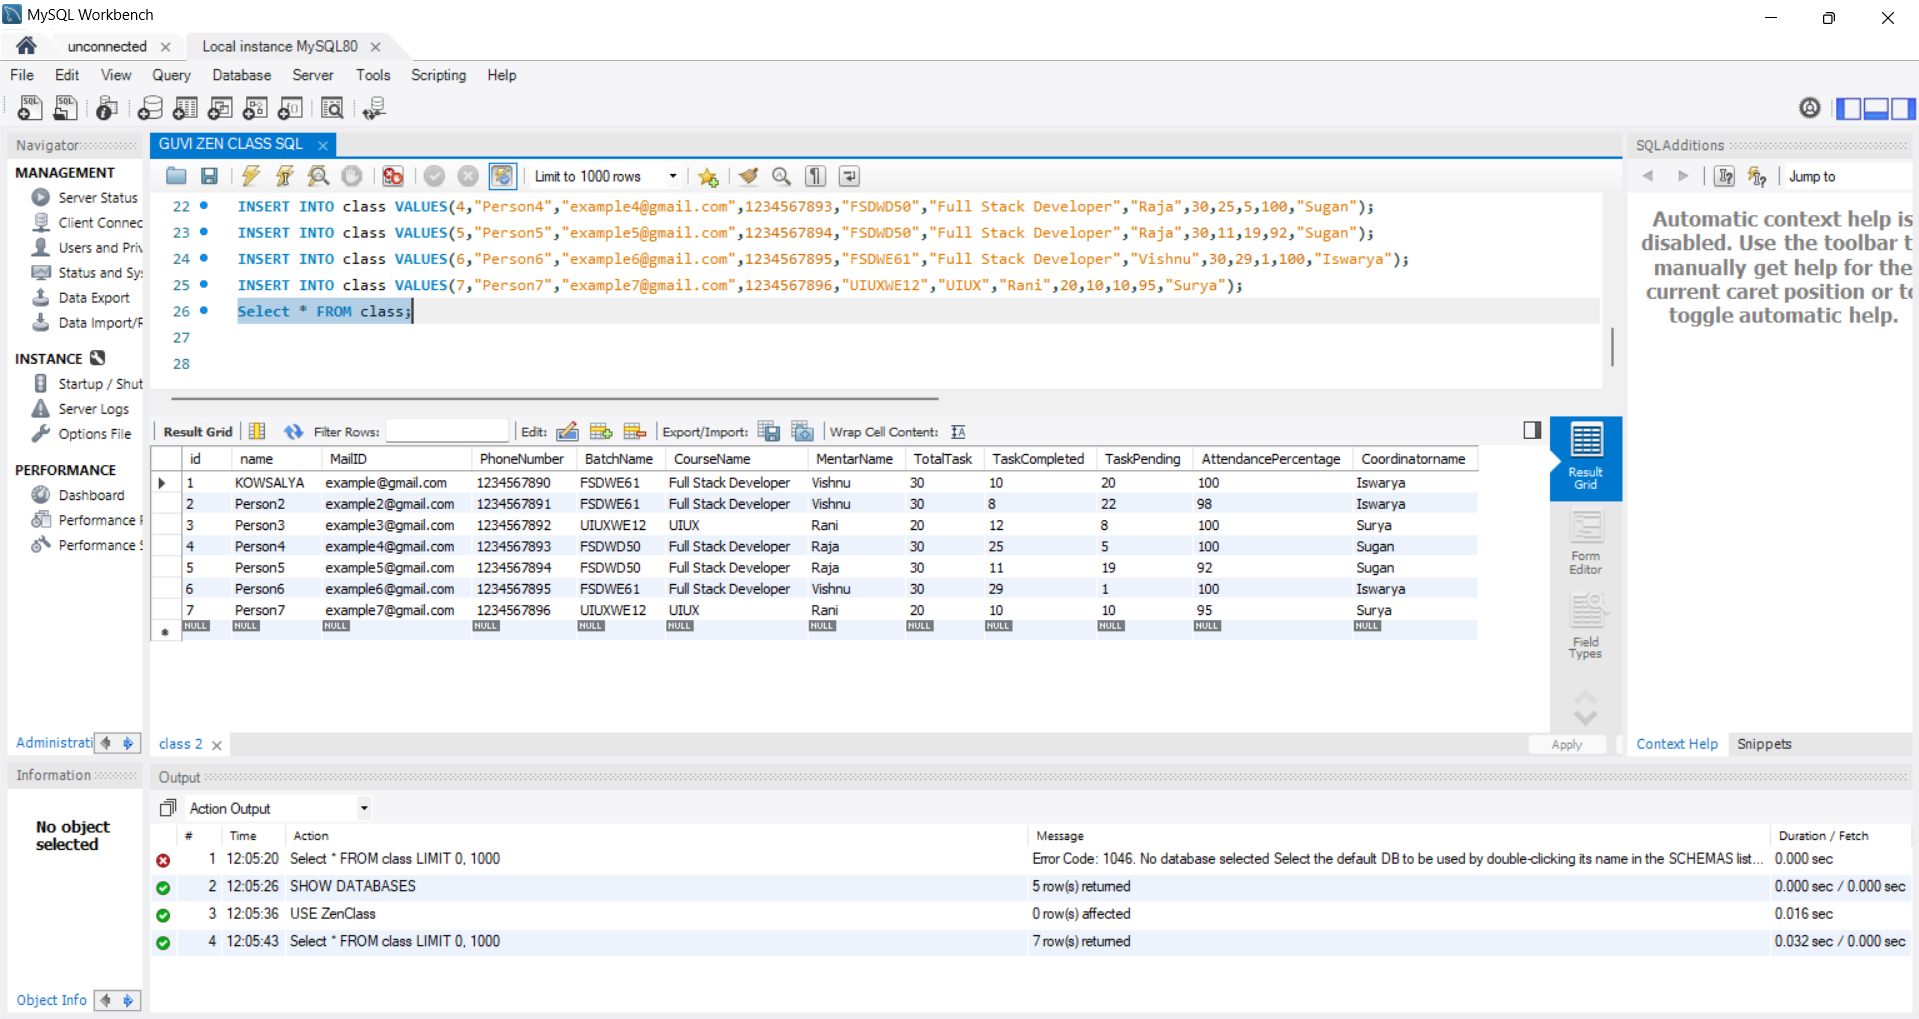 MySQL Workbench
unconnected
Local instance MySQL80
File Edit View Query Database Server Tools Scripting Help
Navigator
GUVI ZEN CLASS SQL
SQLAdditions
MANAGEMENT
Server Status
Client Connec
Users and Priv
Status and Sy
Data Export
Data Import/R
INSTANCE
Startup / Shut
Server Logs
Options File
PERFORMANCE
Dashboard
Performance R
Performance S
Administrati
Limit to 1000 rows
22 INSERT INTO class VALUES(4,"Person4","example4@gmail.com",1234567893,"FSDWD50","Full Stack Developer","Raja",30,25,5,100,"Sugan");
23 INSERT INTO class VALUES(5,"Person5","example5@gmail.com",1234567894,"FSDWD50","Full Stack Developer","Raja",30,11,19,92,"Sugan");
24 INSERT INTO class VALUES(6,"Person6","example6@gmail.com",1234567895,"FSDWE61","Full Stack Developer","Vishnu",30,29,1,100,"Iswarya");
25 INSERT INTO class VALUES(7,"Person7","example7@gmail.com",1234567896,"UIUXWE12","UIUX","Rani",20,10,10,95,"Surya");
26 Select * FROM class;
27
28
Result Grid Filter Rows: Edit: Export/Import: Wrap Cell Content:
id name MailID PhoneNumber BatchName CourseName MentarName TotalTask TaskCompleted TaskPending AttendancePercentage Coordinatorname
1 KOWSALYA example@gmail.com 1234567890 FSDWE61 Full Stack Developer Vishnu 30 10 20 100 Iswarya
2 Person2 example2@gmail.com 1234567891 FSDWE61 Full Stack Developer Vishnu 30 8 22 98 Iswarya
3 Person3 example3@gmail.com 1234567892 UIUXWE12 UIUX Rani 20 12 8 100 Surya
4 Person4 example4@gmail.com 1234567893 FSDWD50 Full Stack Developer Raja 30 25 5 100 Sugan
5 Person5 example5@gmail.com 1234567894 FSDWD50 Full Stack Developer Raja 30 11 19 92 Sugan
6 Person6 example6@gmail.com 1234567895 FSDWE61 Full Stack Developer Vishnu 30 29 1 100 Iswarya
7 Person7 example7@gmail.com 1234567896 UIUXWE12 UIUX Rani 20 10 10 95 Surya
NULL NULL NULL NULL NULL NULL NULL NULL NULL NULL NULL NULL
Result
Grid
Form
Editor
Field
Types
class 2
Apply
Jump to
Automatic context help is
disabled. Use the toolbar t
manually get help for the
current caret position or to
toggle automatic help.
Context Help Snippets
Information
No object
selected
Object Info
Output
Action Output
# Time Action Message Duration / Fetch
1 12:05:20 Select * FROM class LIMIT 0, 1000 Error Code: 1046. No database selected Select the default DB to be used by double-clicking its name in the SCHEMAS list... 0.000 sec
2 12:05:26 SHOW DATABASES 5 row(s) returned 0.000 sec / 0.000 sec
3 12:05:36 USE ZenClass 0 row(s) affected 0.016 sec
4 12:05:43 Select * FROM class LIMIT 0, 1000 7 row(s) returned 0.032 sec / 0.000 sec